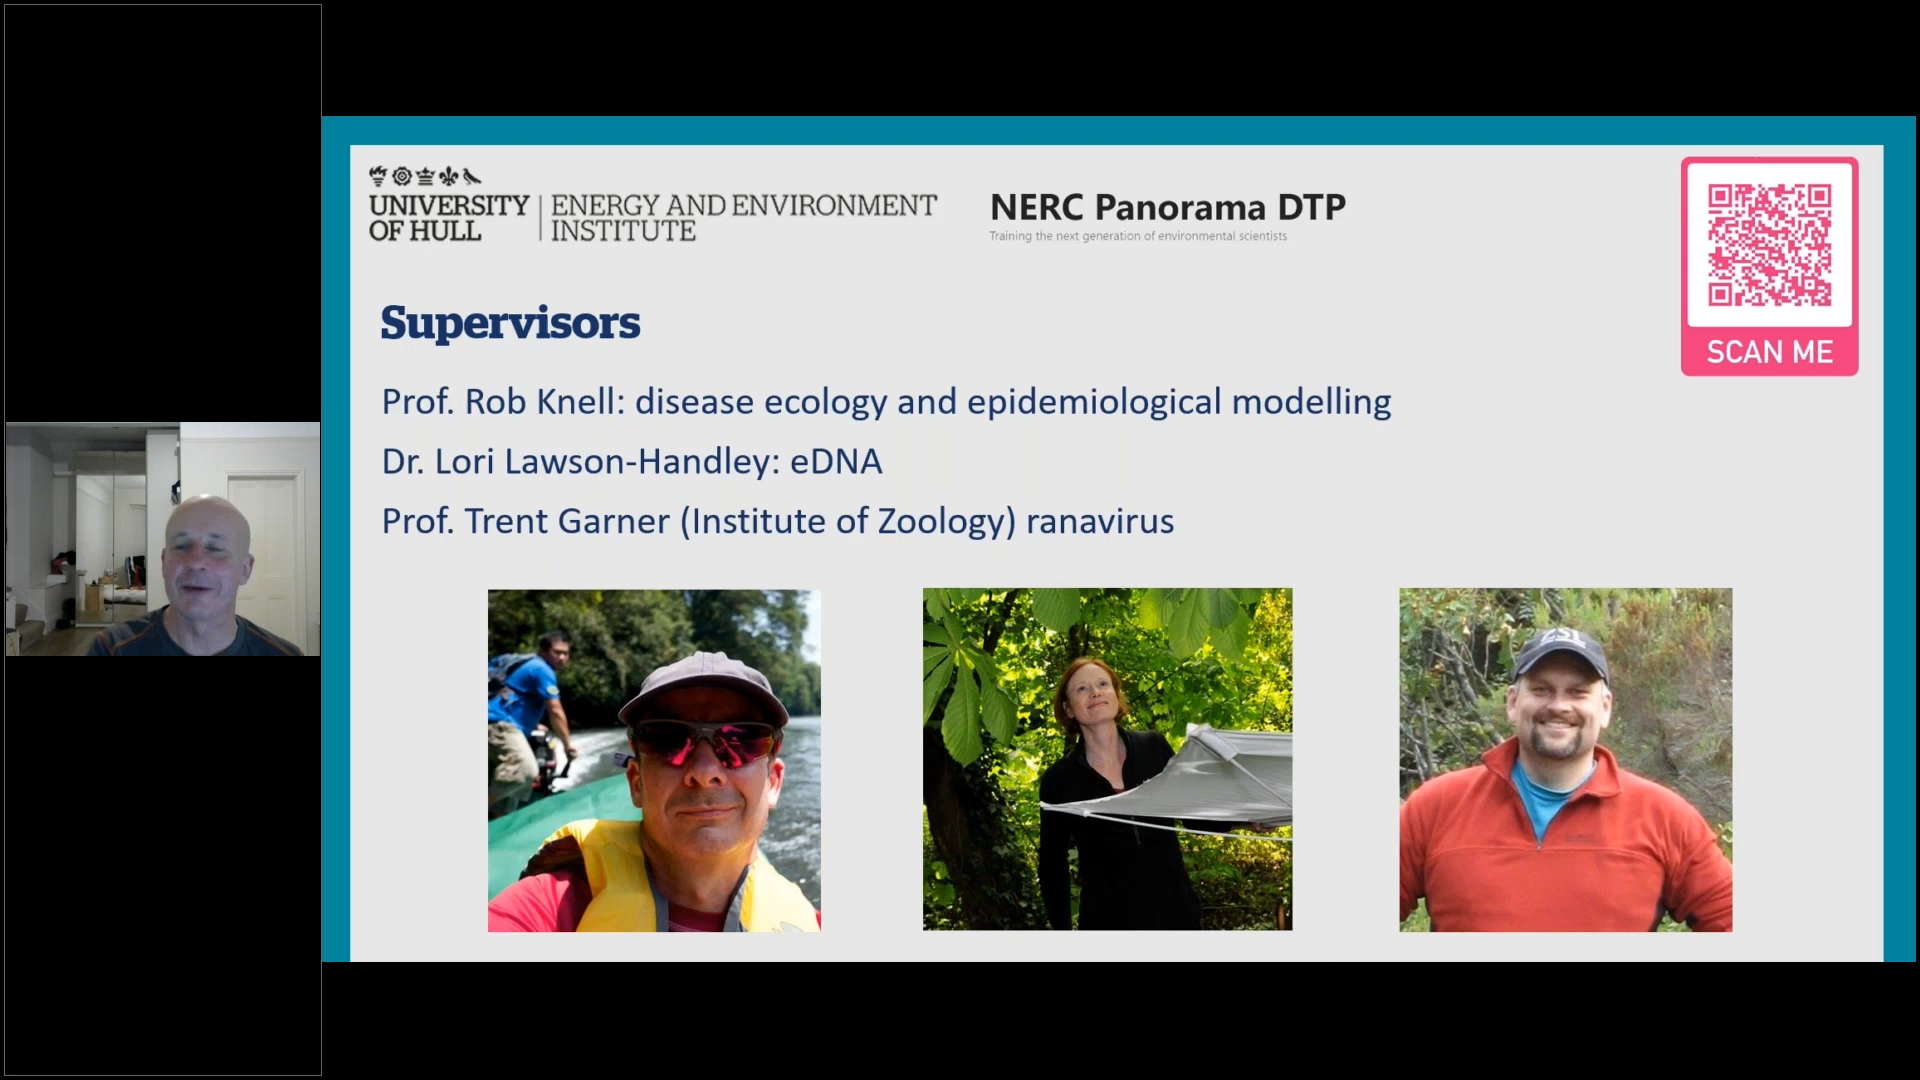 UNIVERSITY
OF HULL
ENERGY AND ENVIRONMENT
INSTITUTE
NERC Panorama DTP
Training the next generation of environmental scientists
SCAN ME
Supervisors
Prof. Rob Knell: disease ecology and epidemiological modelling
Dr. Lori Lawson-Handley: eDNA
Prof. Trent Garner (Institute of Zoology) ranavirus
ZSL